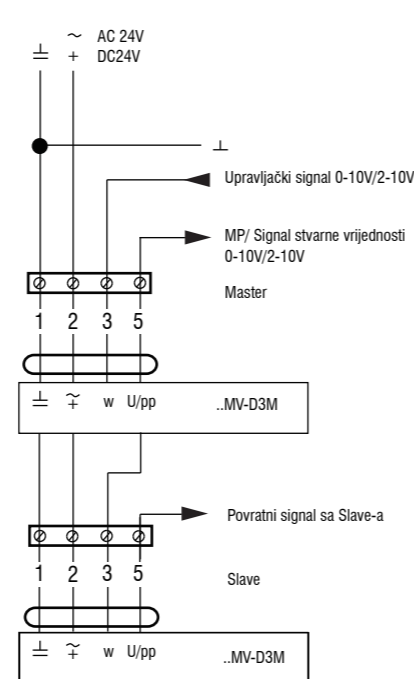 ⏊ ~ AC 24V
+ DC24V
⊥
Upravljački signal 0-10V/2-10V
MP/ Signal stvarne vrijednosti
0-10V/2-10V
Master
1 2 3 5
⏊ ~+ w U/pp ..MV-D3M
Povratni signal sa Slave-a
1 2 3 5
Slave
⏊ ~+ w U/pp ..MV-D3M